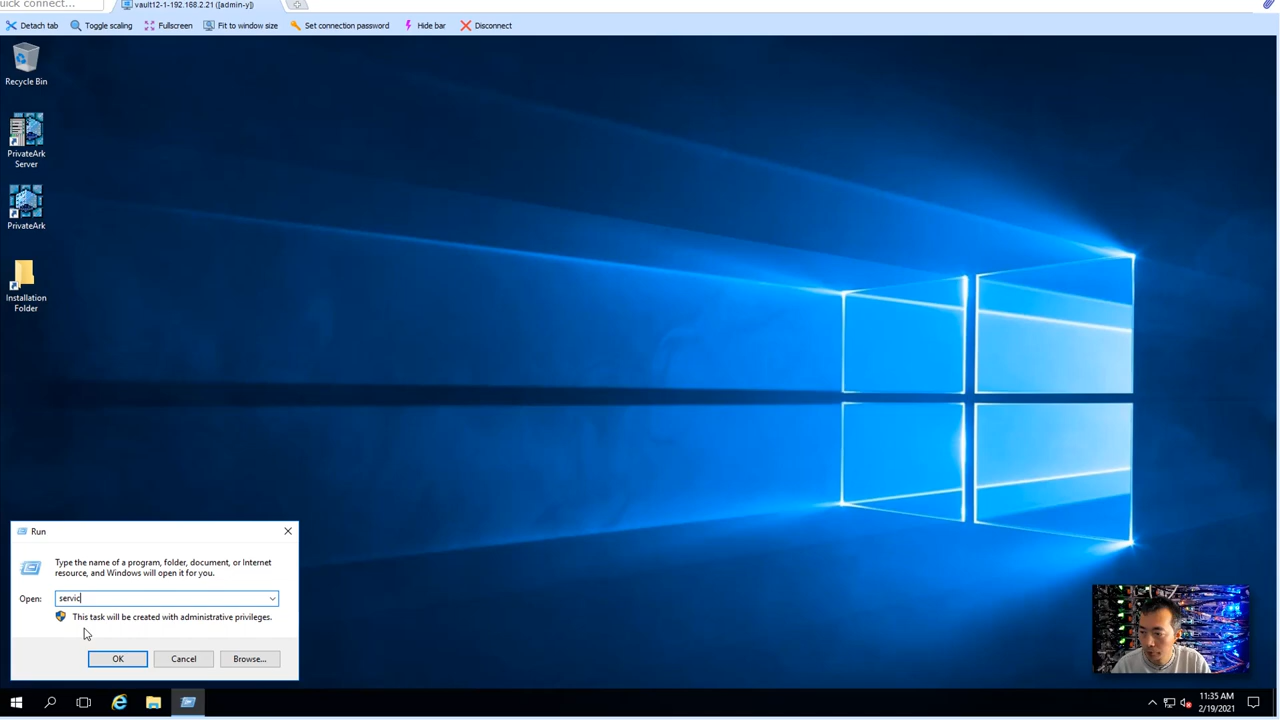 uick connect...
vault12-1-192.168.2.21 ([admin-y])
Detach tab
Toggle scaling
Fullscreen
Fit to window size
Set connection password
Hide bar
Disconnect
Recycle Bin
PrivateArk
Server
PrivateArk
Installation
Folder
Run
Type the name of a program, folder, document, or Internet
resource, and Windows will open it for you.
Open:
servic
This task will be created with administrative privileges.
OK
Cancel
Browse...
11:35 AM
2/19/2021